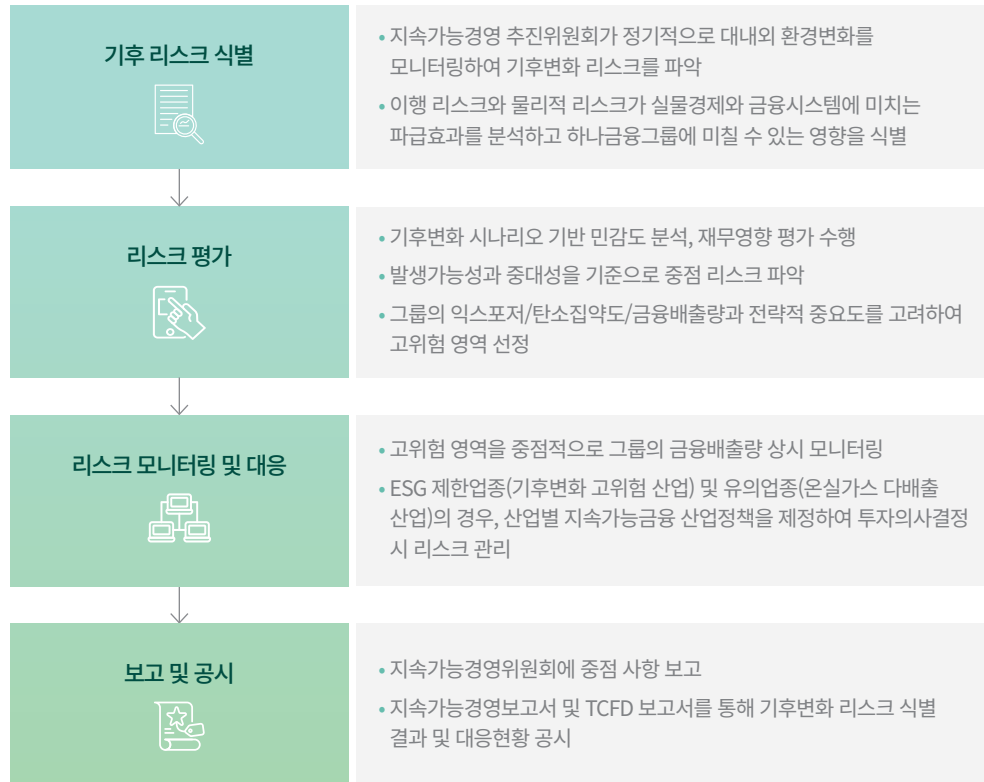 기후 리스크 식별
• 지속가능경영 추진위원회가 정기적으로 대내외 환경변화를
모니터링하여 기후변화 리스크를 파악
• 이행 리스크와 물리적 리스크가 실물경제와 금융시스템에 미치는
파급효과를 분석하고 하나금융그룹에 미칠 수 있는 영향을 식별
리스크 평가
• 기후변화 시나리오 기반 민감도 분석, 재무영향 평가 수행
• 발생가능성과 중대성을 기준으로 중점 리스크 파악
• 그룹의 익스포저/탄소집약도/금융배출량과 전략적 중요도를 고려하여
고위험 영역 선정
리스크 모니터링 및 대응
• 고위험 영역을 중점적으로 그룹의 금융배출량 상시 모니터링
• ESG 제한업종(기후변화 고위험 산업) 및 유의업종(온실가스 다배출
산업)의 경우, 산업별 지속가능금융 산업정책을 제정하여 투자의사결정
시 리스크 관리
보고 및 공시
• 지속가능경영위원회에 중점 사항 보고
• 지속가능경영보고서 및 TCFD 보고서를 통해 기후변화 리스크 식별
결과 및 대응현황 공시